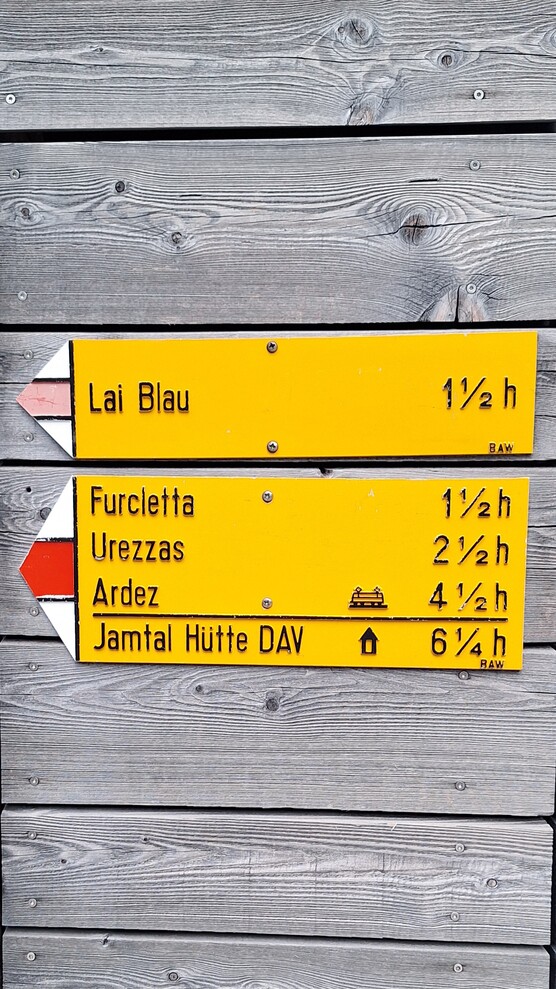 Lai Blau 1½ h
BAW
Furcletta 1½ h
Urezzas 2½ h
Ardez 4½ h
Jamtal Hütte DAV 6¼ h
BAW